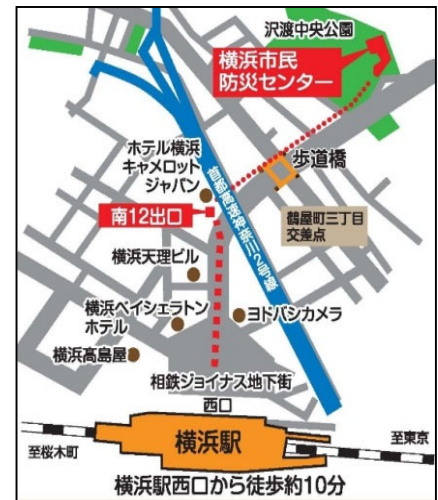 沢渡中央公園
横浜市民
防災センター
ホテル横浜
キャメロット
ジャパン
歩道橋
首都高速神奈川2号線
南12出口
鶴屋町三丁目
交差点
横浜天理ビル
横浜ベイシェラトン
ホテル
ヨドバシカメラ
横浜髙島屋
相鉄ジョイナス地下街
西口
横浜駅
至桜木町
至東京
横浜駅西口から徒歩約10分